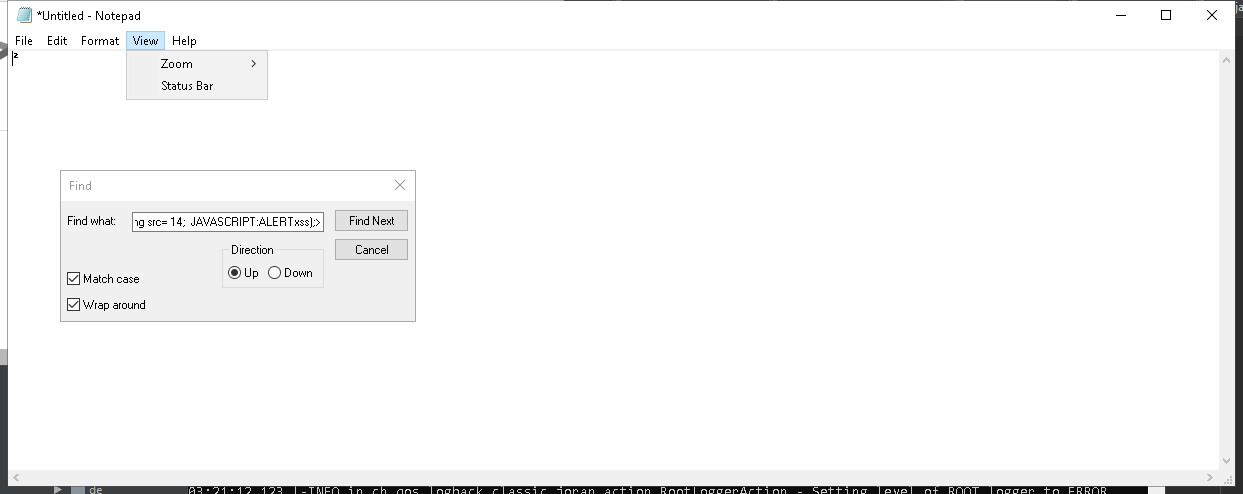 *Untitled - Notepad
File Edit Format View Help
²
Zoom
Status Bar
Find
Find what: ng src= 14;  JAVASCRIPT:ALERTxss);> Find Next
Direction Cancel
Up Down
Match case
Wrap around
de 03:21:12,123 |-INFO in ch.qos.logback.classic.joran.action.RootLoggerAction - Setting level of ROOT logger to ERROR